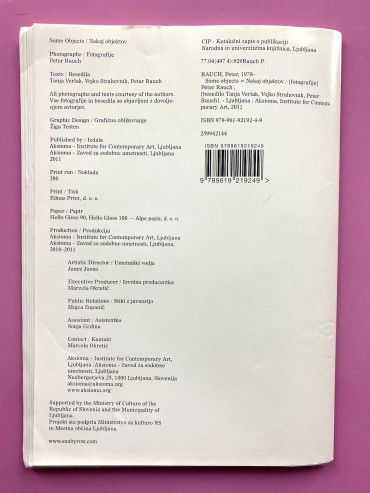 Some Objects / Nekaj objektov
Photographs / Fotografije
Peter Rauch
Texts / Besedila
Tanja Verlak, Vojko Strahovnik, Peter
Rauch
All photographs and texts courtesy of the authors.
Vse fotografije in besedila so objavljeni z dovolje-
njem avtorjev.
Graphic Design / Grafično oblikovanje
Žiga Testen
Published by / Izdala
Aksioma – Institute for Contemporary Art, Ljubljana
Aksioma – Zavod za sodobne umetnosti, Ljubljana
2011
Print run / Naklada
200
Print / Tisk
Ednas Print, d. o. o.
Paper / Papir
Hello Gloss 90, Hello Gloss 100 — Alpe papir, d. o. o.
Production / Produkcija
Aksioma – Institute for Contemporary Art, Ljubljana
Aksioma – Zavod za sodobne umetnosti, Ljubljana,
2010–2011
Artistic Director / Umetniški vodja
Janez Janša
Executive Producer / Izvršna producentka
Marcela Okretič
Public Relations / Stiki z javnostjo
Mojca Zupanič
Assistant / Asistentka
Sonja Grdina
Contact / Kontakt
Marcela Okretič
Aksioma – Institute for Contemporary Art,
Ljubljana /Aksioma – Zavod za sodobne
umetnosti, Ljubljana
Neubergerjeva 25, 1000 Ljubljana, Slovenija
aksioma@aksioma.org
www.aksioma.org
Supported by the Ministry of Culture of the
Republic of Slovenia and the Municipality of
Ljubljana.
Projekt sta podprla Ministrstvo za kulturo RS
in Mestna občina Ljubljana
www.snabyrow.com
CIP - Kataložni zapis o publikaciji
Narodna in univerzitetna knjižnica, Ljubljana
77.04(497.4):929Rauch P.
RAUCH, Peter, 1978-
Some objects = Nekaj objektov / [fotografije]
Peter Rauch ;
[besedilo Tanja Verlak, Vojko Strahovnik, Peter
Rauch]. - Ljubljana : Aksioma, Institute for Contem-
porary Art, 2011
ISBN 978-961-92192-4-9
259942144
ISBN 9789619219249
9 789619 219249 >